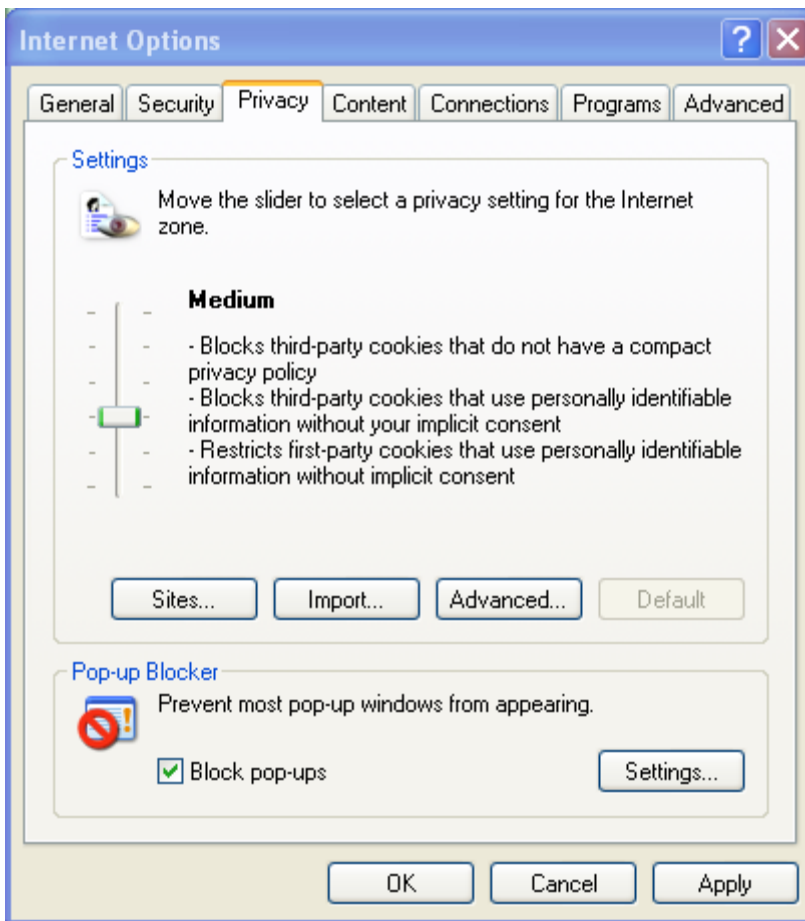 Internet Options
General Security Privacy Content Connections Programs Advanced
Settings
Move the slider to select a privacy setting for the Internet
zone.
Medium
- Blocks third-party cookies that do not have a compact
privacy policy
- Blocks third-party cookies that use personally identifiable
information without your implicit consent
- Restricts first-party cookies that use personally identifiable
information without implicit consent
Sites... Import... Advanced... Default
Pop-up Blocker
Prevent most pop-up windows from appearing.
Block pop-ups Settings...
OK Cancel Apply